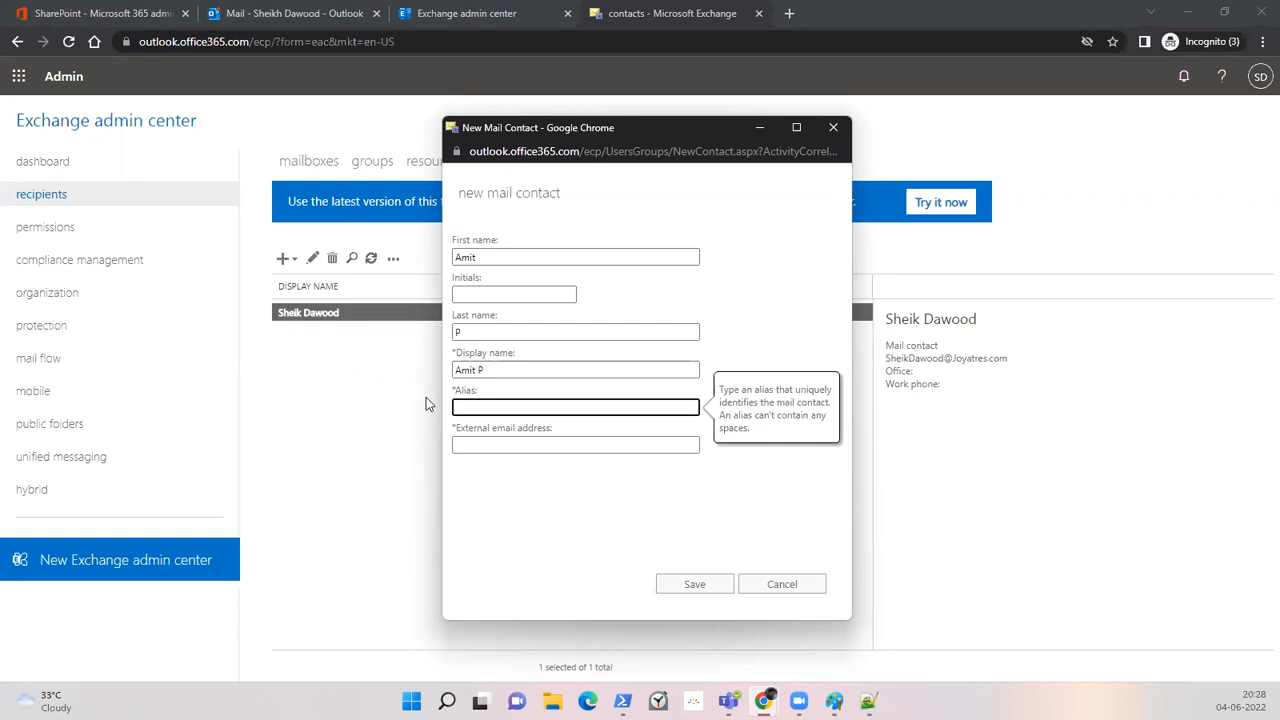 SharePoint - Microsoft 365 admin
Mail - Sheikh Dawood - Outlook
Exchange admin center
contacts - Microsoft Exchange
outlook.office365.com/ecp/?form=eac&mkt=en-US
Incognito (3)
Admin
SD
Exchange admin center
dashboard
recipients
permissions
compliance management
organization
protection
mail flow
mobile
public folders
unified messaging
hybrid
New Exchange admin center
mailboxes groups resou
Use the latest version of this
r.
Try it now
DISPLAY NAME
Sheik Dawood
1 selected of 1 total
New Mail Contact - Google Chrome
outlook.office365.com/ecp/UsersGroups/NewContact.aspx?ActivityCorrel...
new mail contact
First name:
Amit
Initials:
Last name:
P
*Display name:
Amit P
*Alias:
Type an alias that uniquely
identifies the mail contact.
An alias can't contain any
spaces.
*External email address:
Save
Cancel
Sheik Dawood
Mail contact
SheikDawood@Joyatres.com
Office:
Work phone:
33°C
Cloudy
20:28
04-06-2022